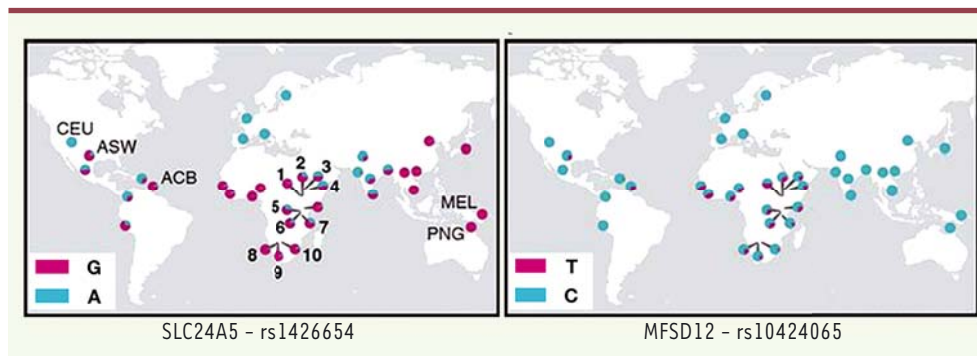 CEU
ASW
ACB
1
2
3
4
5
6
7
8
9
10
MEL
PNG
G
A
SLC24A5 – rs1426654
T
C
MFSD12 – rs10424065